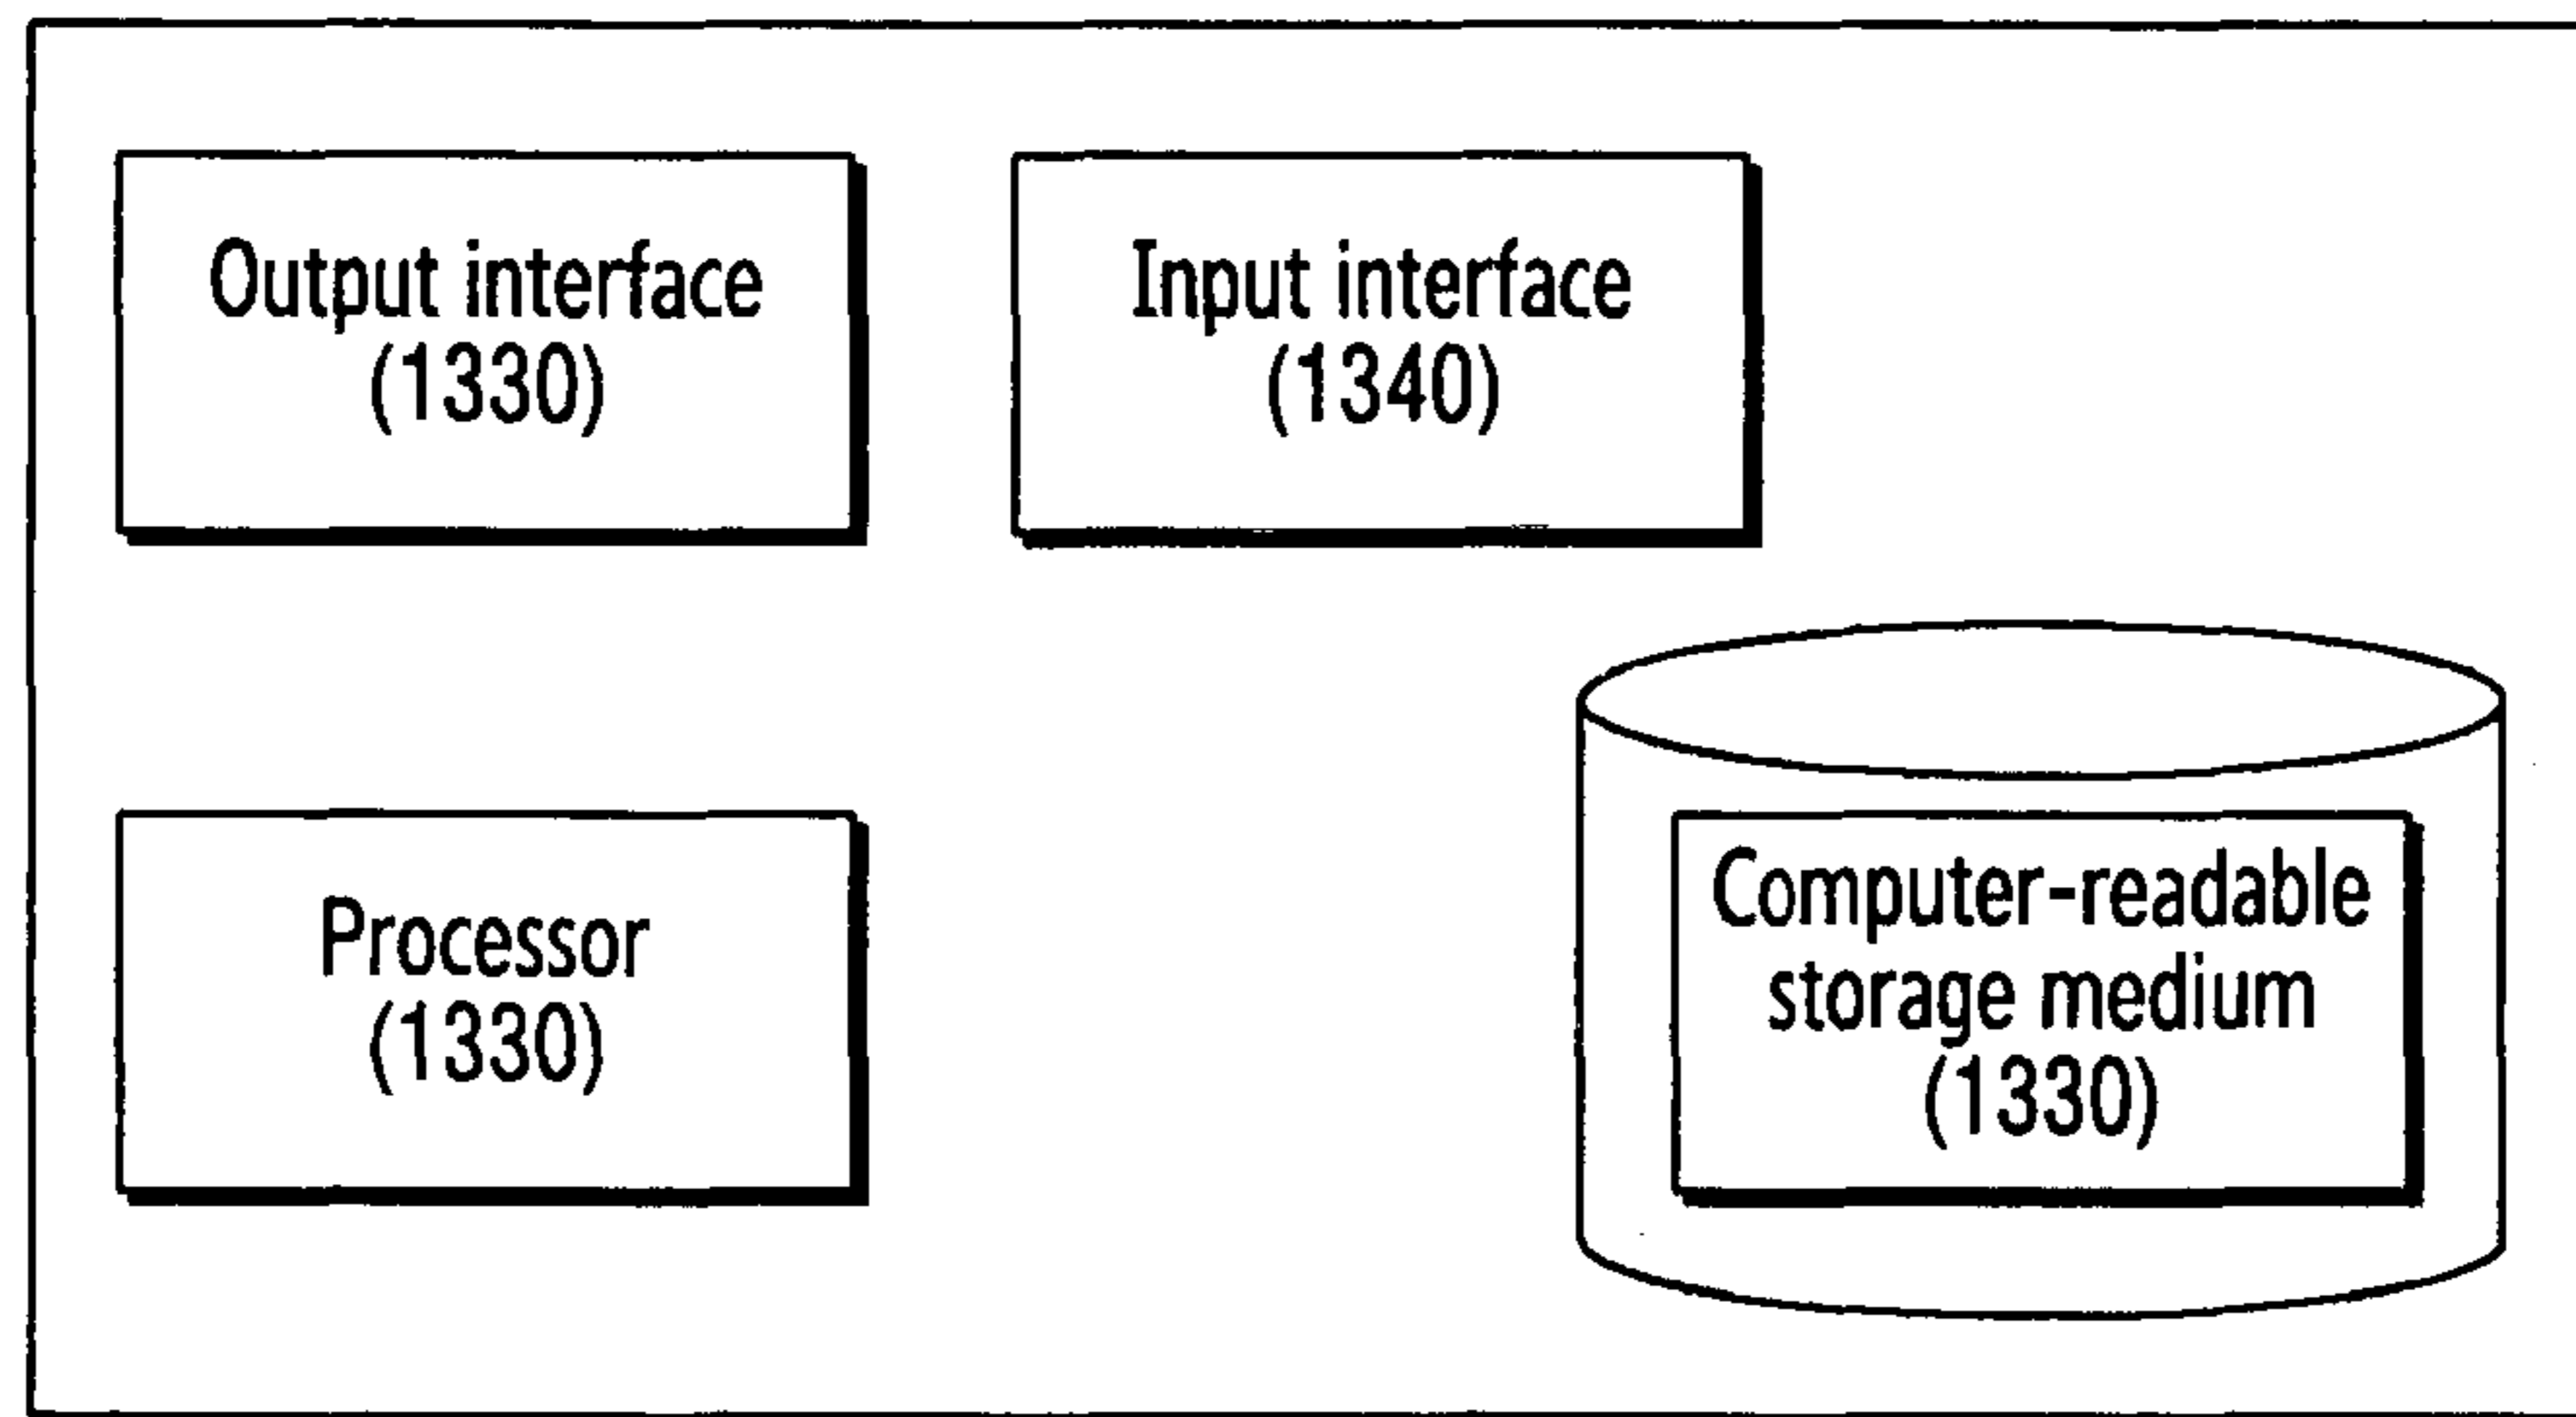 Output interface
(1330)
Input interface
(1340)
Processor
(1330)
Computer-readable
storage medium
(1330)